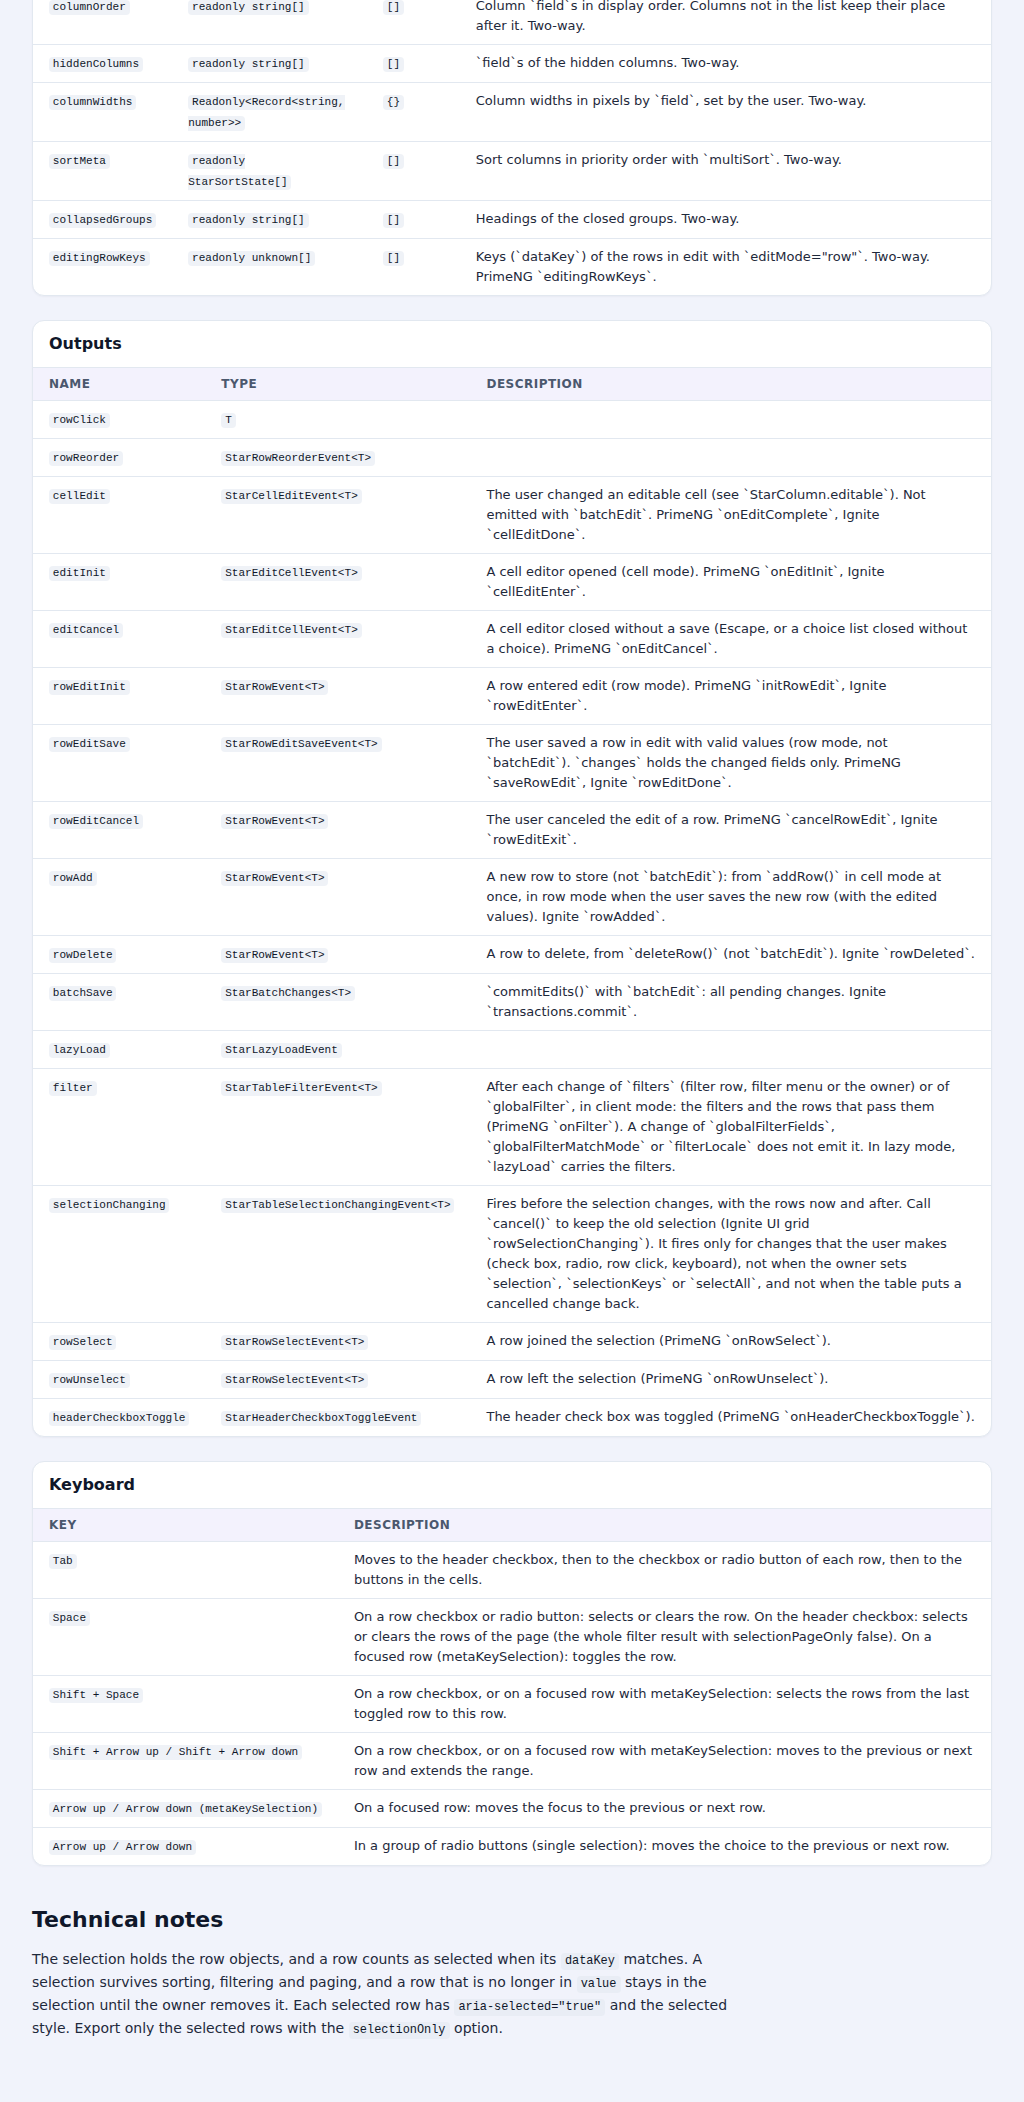 columnOrder readonly string[] [] Column `field`s in display order. Columns not in the list keep their place
after it. Two-way.
hiddenColumns readonly string[] [] `field`s of the hidden columns. Two-way.
columnWidths Readonly<Record<string, {} Column widths in pixels by `field`, set by the user. Two-way.
number>>
sortMeta readonly [] Sort columns in priority order with `multiSort`. Two-way.
StarSortState[]
collapsedGroups readonly string[] [] Headings of the closed groups. Two-way.
editingRowKeys readonly unknown[] [] Keys (`dataKey`) of the rows in edit with `editMode="row"`. Two-way.
PrimeNG `editingRowKeys`.
Outputs
NAME TYPE DESCRIPTION
rowClick T
rowReorder StarRowReorderEvent<T>
cellEdit StarCellEditEvent<T> The user changed an editable cell (see `StarColumn.editable`). Not
emitted with `batchEdit`. PrimeNG `onEditComplete`, Ignite
`cellEditDone`.
editInit StarEditCellEvent<T> A cell editor opened (cell mode). PrimeNG `onEditInit`, Ignite
`cellEditEnter`.
editCancel StarEditCellEvent<T> A cell editor closed without a save (Escape, or a choice list closed without
a choice). PrimeNG `onEditCancel`.
rowEditInit StarRowEvent<T> A row entered edit (row mode). PrimeNG `initRowEdit`, Ignite
`rowEditEnter`.
rowEditSave StarRowEditSaveEvent<T> The user saved a row in edit with valid values (row mode, not
`batchEdit`). `changes` holds the changed fields only. PrimeNG
`saveRowEdit`, Ignite `rowEditDone`.
rowEditCancel StarRowEvent<T> The user canceled the edit of a row. PrimeNG `cancelRowEdit`, Ignite
`rowEditExit`.
rowAdd StarRowEvent<T> A new row to store (not `batchEdit`): from `addRow()` in cell mode at
once, in row mode when the user saves the new row (with the edited
values). Ignite `rowAdded`.
rowDelete StarRowEvent<T> A row to delete, from `deleteRow()` (not `batchEdit`). Ignite `rowDeleted`.
batchSave StarBatchChanges<T> `commitEdits()` with `batchEdit`: all pending changes. Ignite
`transactions.commit`.
lazyLoad StarLazyLoadEvent
filter StarTableFilterEvent<T> After each change of `filters` (filter row, filter menu or the owner) or of
`globalFilter`, in client mode: the filters and the rows that pass them
(PrimeNG `onFilter`). A change of `globalFilterFields`,
`globalFilterMatchMode` or `filterLocale` does not emit it. In lazy mode,
`lazyLoad` carries the filters.
selectionChanging StarTableSelectionChangingEvent<T> Fires before the selection changes, with the rows now and after. Call
`cancel()` to keep the old selection (Ignite UI grid
`rowSelectionChanging`). It fires only for changes that the user makes
(check box, radio, row click, keyboard), not when the owner sets
`selection`, `selectionKeys` or `selectAll`, and not when the table puts a
cancelled change back.
rowSelect StarRowSelectEvent<T> A row joined the selection (PrimeNG `onRowSelect`).
rowUnselect StarRowSelectEvent<T> A row left the selection (PrimeNG `onRowUnselect`).
headerCheckboxToggle StarHeaderCheckboxToggleEvent The header check box was toggled (PrimeNG `onHeaderCheckboxToggle`).
Keyboard
KEY DESCRIPTION
Tab Moves to the header checkbox, then to the checkbox or radio button of each row, then to the
buttons in the cells.
Space On a row checkbox or radio button: selects or clears the row. On the header checkbox: selects
or clears the rows of the page (the whole filter result with selectionPageOnly false). On a
focused row (metaKeySelection): toggles the row.
Shift + Space On a row checkbox, or on a focused row with metaKeySelection: selects the rows from the last
toggled row to this row.
Shift + Arrow up / Shift + Arrow down On a row checkbox, or on a focused row with metaKeySelection: moves to the previous or next
row and extends the range.
Arrow up / Arrow down (metaKeySelection) On a focused row: moves the focus to the previous or next row.
Arrow up / Arrow down In a group of radio buttons (single selection): moves the choice to the previous or next row.
Technical notes
The selection holds the row objects, and a row counts as selected when its dataKey matches. A
selection survives sorting, filtering and paging, and a row that is no longer in value stays in the
selection until the owner removes it. Each selected row has aria-selected="true" and the selected
style. Export only the selected rows with the selectionOnly option.